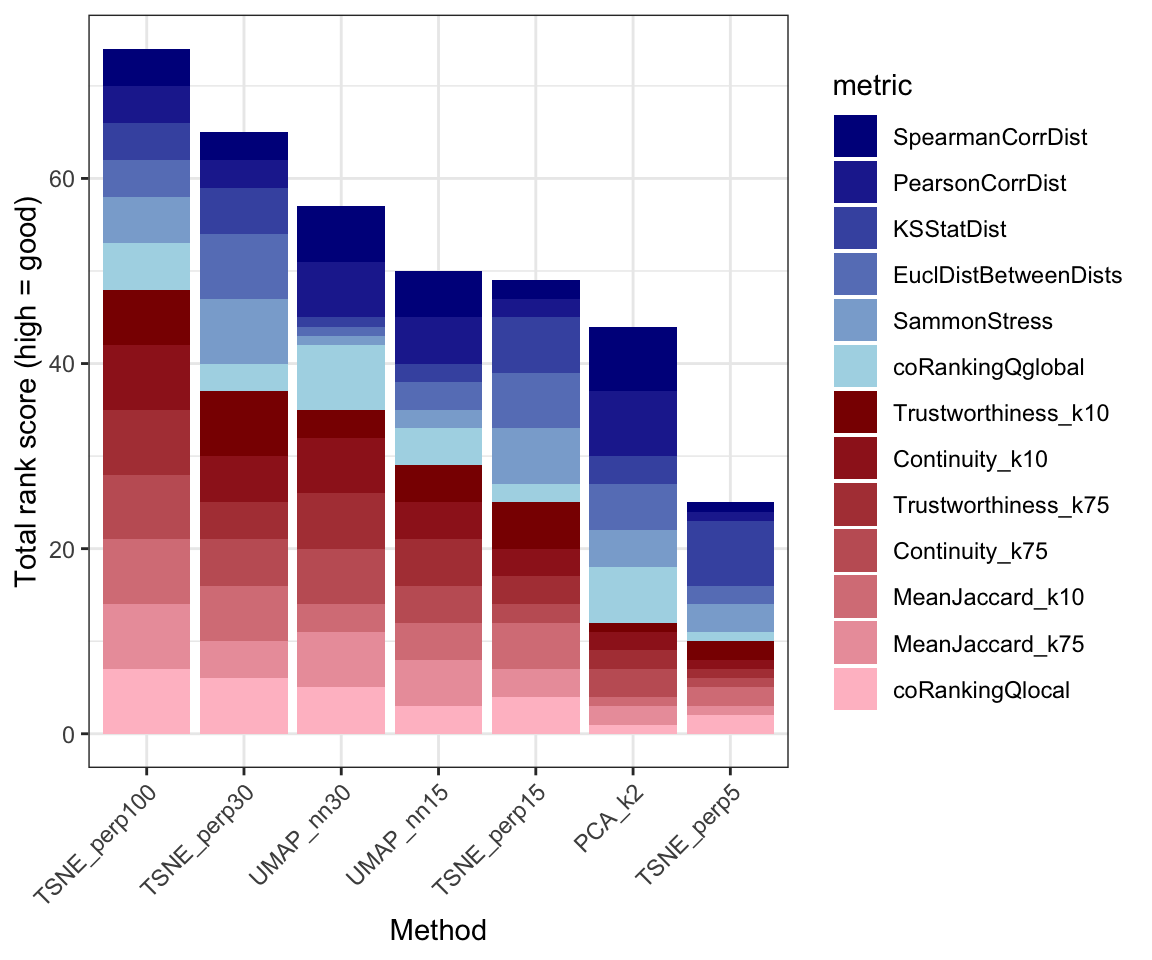 Total rank score (high = good)
60
40
20
0
TSNE_perp100
TSNE_perp30
UMAP_nn30
UMAP_nn15
TSNE_perp15
PCA_k2
TSNE_perp5
Method
metric
SpearmanCorrDist
PearsonCorrDist
KSStatDist
EuclDistBetweenDists
SammonStress
coRankingQglobal
Trustworthiness_k10
Continuity_k10
Trustworthiness_k75
Continuity_k75
MeanJaccard_k10
MeanJaccard_k75
coRankingQlocal